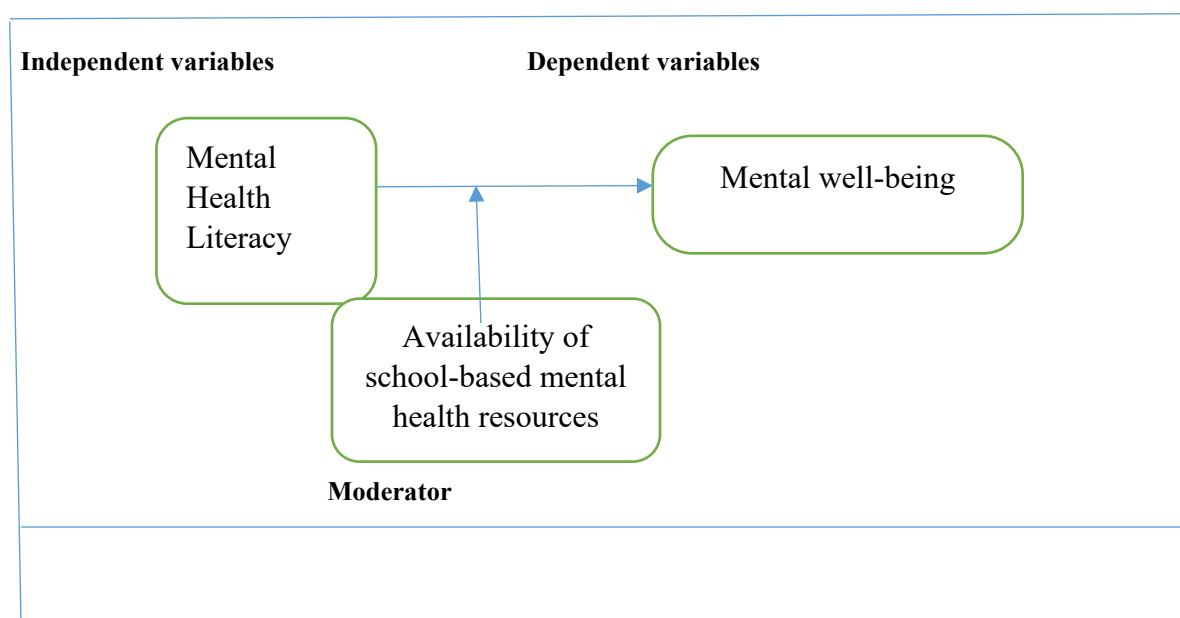 Independent variables
Dependent variables
Mental
Health
Literacy
Mental well-being
Availability of
school-based mental
health resources
Moderator